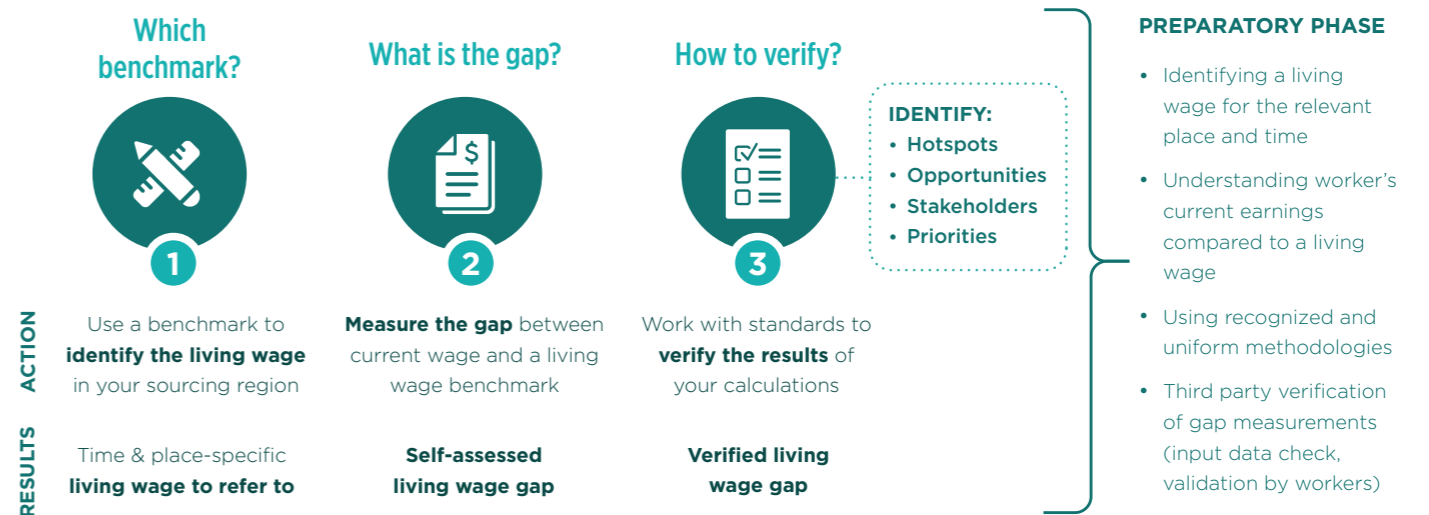 Which
benchmark?
What is the gap?
How to verify?
$
1
2
3
IDENTIFY:
• Hotspots
• Opportunities
• Stakeholders
• Priorities
ACTION
Use a benchmark to
identify the living wage
in your sourcing region
Measure the gap between
current wage and a living
wage benchmark
Work with standards to
verify the results of
your calculations
RESULTS
Time & place-specific
living wage to refer to
Self-assessed
living wage gap
Verified living
wage gap
PREPARATORY PHASE
• Identifying a living
wage for the relevant
place and time
• Understanding worker's
current earnings
compared to a living
wage
• Using recognized and
uniform methodologies
• Third party verification
of gap measurements
(input data check,
validation by workers)